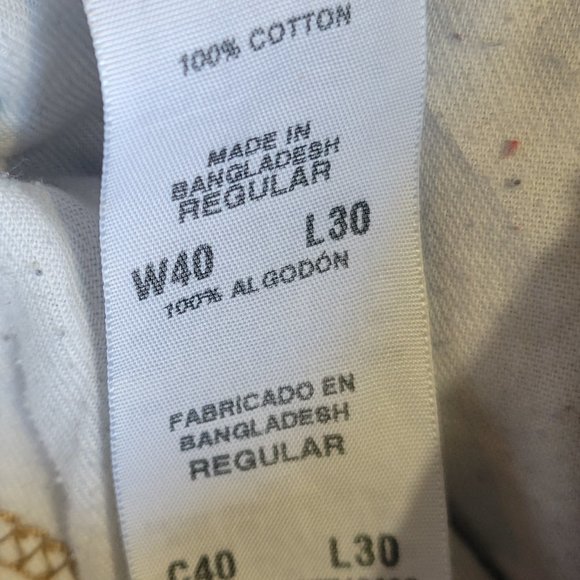 100% COTTON
MADE IN
BANGLADESH
REGULAR
W40 L30
100% ALGODÓN
FABRICADO EN
BANGLADESH
REGULAR
C40 L30